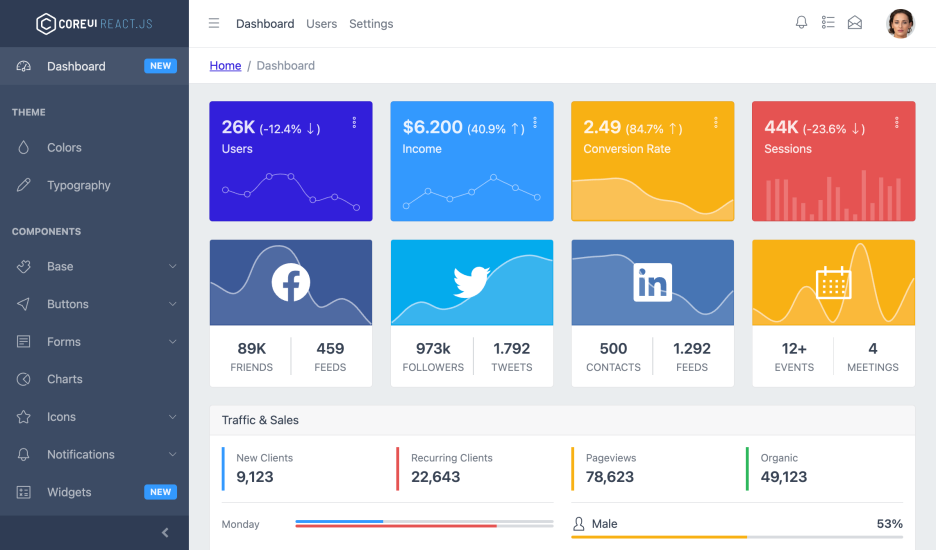 COREUI REACT.JS
Dashboard NEW
THEME
Colors
Typography
COMPONENTS
Base
Buttons
Forms
Charts
Icons
Notifications
Widgets NEW
Dashboard Users Settings
Home / Dashboard
26K (-12.4% ↓)
Users
$6.200 (40.9% ↑)
Income
2.49 (84.7% ↑)
Conversion Rate
44K (-23.6% ↓)
Sessions
89K 459
FRIENDS FEEDS
973k 1.792
FOLLOWERS TWEETS
in
500 1.292
CONTACTS FEEDS
12+ 4
EVENTS MEETINGS
Traffic & Sales
New Clients
9,123
Recurring Clients
22,643
Pageviews
78,623
Organic
49,123
Monday
Male 53%